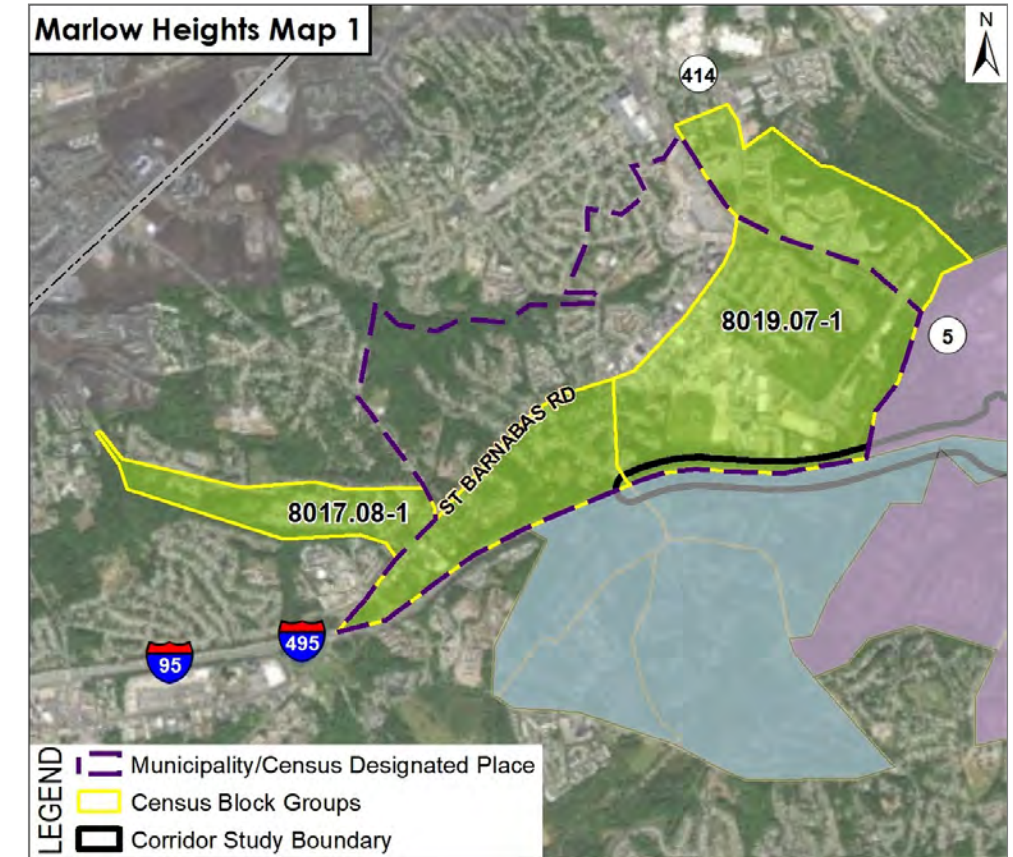 Marlow Heights Map 1
N
414
8019.07-1
5
ST BARNABAS RD
8017.08-1
495
95
LEGEND
Municipality/Census Designated Place
Census Block Groups
Corridor Study Boundary